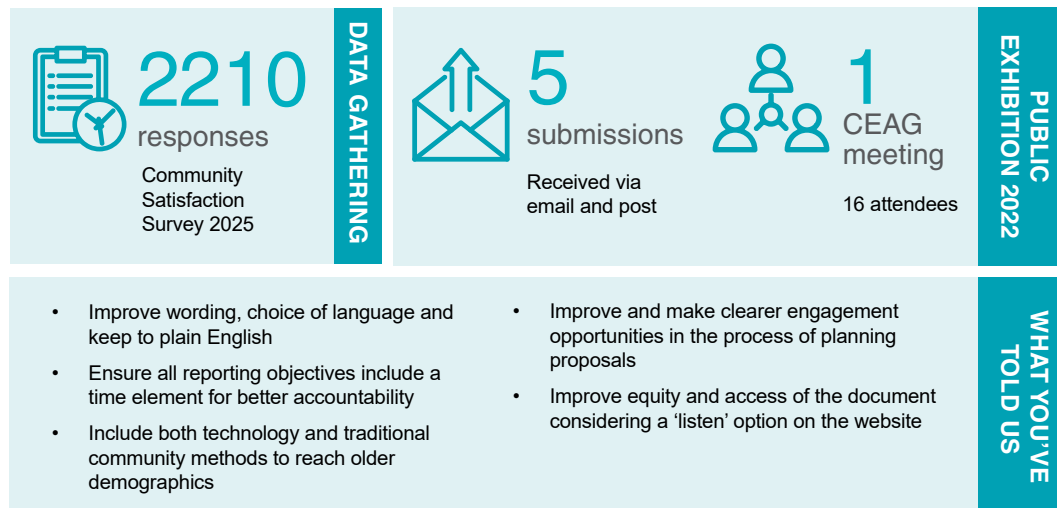 2210
responses
Community
Satisfaction
Survey 2025
DATA GATHERING
5
submissions
Received via
email and post
1
CEAG
meeting
16 attendees
PUBLIC
EXHIBITION 2022
• Improve wording, choice of language and
keep to plain English
• Ensure all reporting objectives include a
time element for better accountability
• Include both technology and traditional
community methods to reach older
demographics
• Improve and make clearer engagement
opportunities in the process of planning
proposals
• Improve equity and access of the document
considering a ‘listen’ option on the website
WHAT YOU'VE
TOLD US